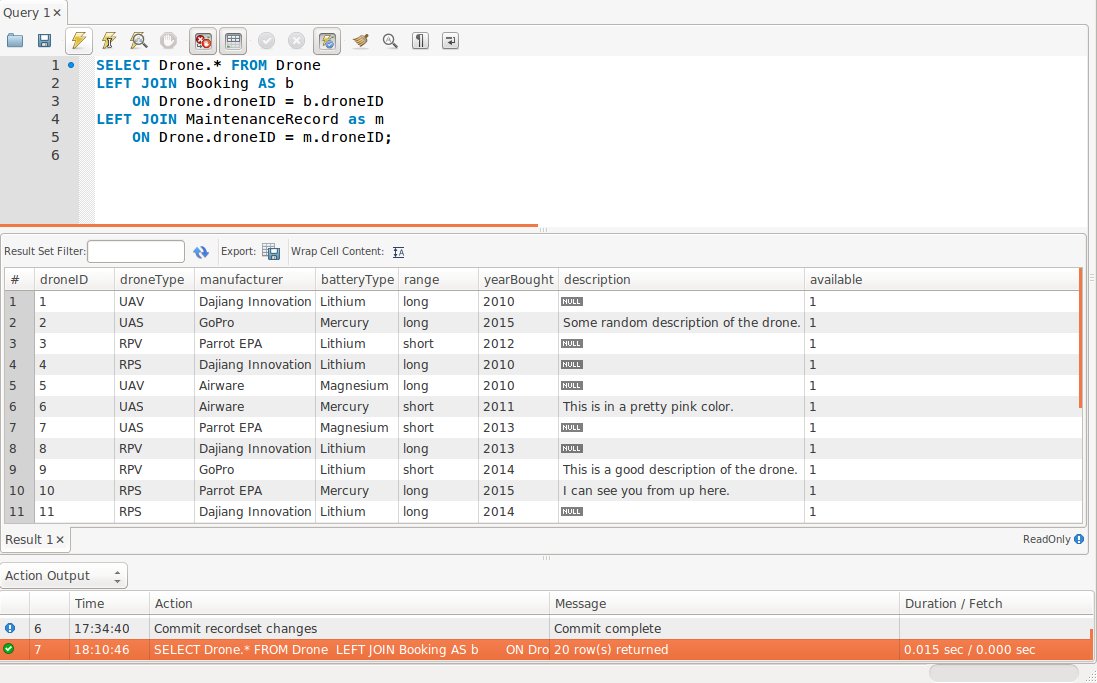 Query 1 ×
1 SELECT Drone.* FROM Drone
2 LEFT JOIN Booking AS b
3 ON Drone.droneID = b.droneID
4 LEFT JOIN MaintenanceRecord as m
5 ON Drone.droneID = m.droneID;
6
Result Set Filter: Export: Wrap Cell Content:
# droneID droneType manufacturer batteryType range yearBought description available
1 1 UAV Dajiang Innovation Lithium long 2010 NULL 1
2 2 UAS GoPro Mercury long 2015 Some random description of the drone. 1
3 3 RPV Parrot EPA Lithium short 2012 NULL 1
4 4 RPS Dajiang Innovation Lithium long 2010 NULL 1
5 5 UAV Airware Magnesium long 2010 NULL 1
6 6 UAS Airware Mercury short 2011 This is in a pretty pink color. 1
7 7 UAS Parrot EPA Magnesium short 2013 NULL 1
8 8 RPV Dajiang Innovation Lithium long 2013 NULL 1
9 9 RPV GoPro Lithium short 2014 This is a good description of the drone. 1
10 10 RPS Parrot EPA Mercury long 2015 I can see you from up here. 1
11 11 RPS Dajiang Innovation Lithium long 2014 NULL 1
Result 1 × ReadOnly
Action Output
Time Action Message Duration / Fetch
6 17:34:40 Commit recordset changes Commit complete
7 18:10:46 SELECT Drone.* FROM Drone LEFT JOIN Booking AS b ON Dro 20 row(s) returned 0.015 sec / 0.000 sec